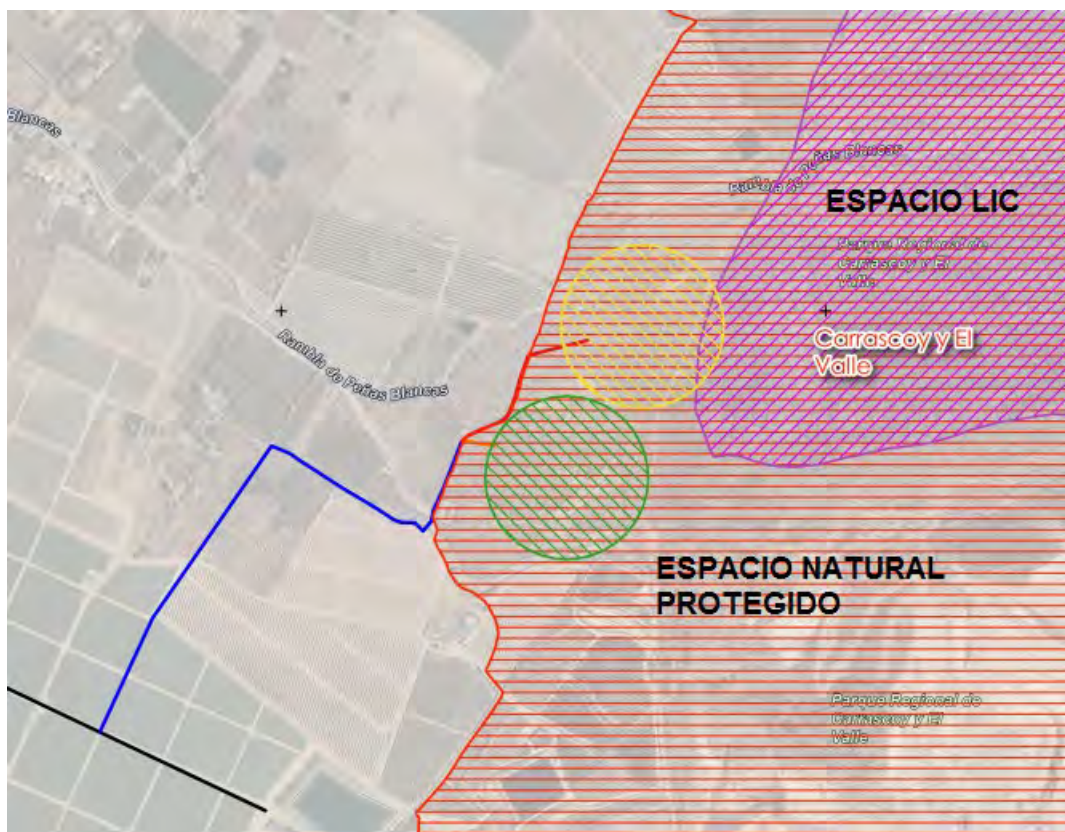 Blancas
Rambla de Peñas Blancas
ESPACIO LIC
Parque Regional de
Carrascoy y El
Valle
Carrascoy y El
Valle
Rambla de Peñas Blancas
ESPACIO NATURAL
PROTEGIDO
Parque Regional de
Carrascoy y El
Valle